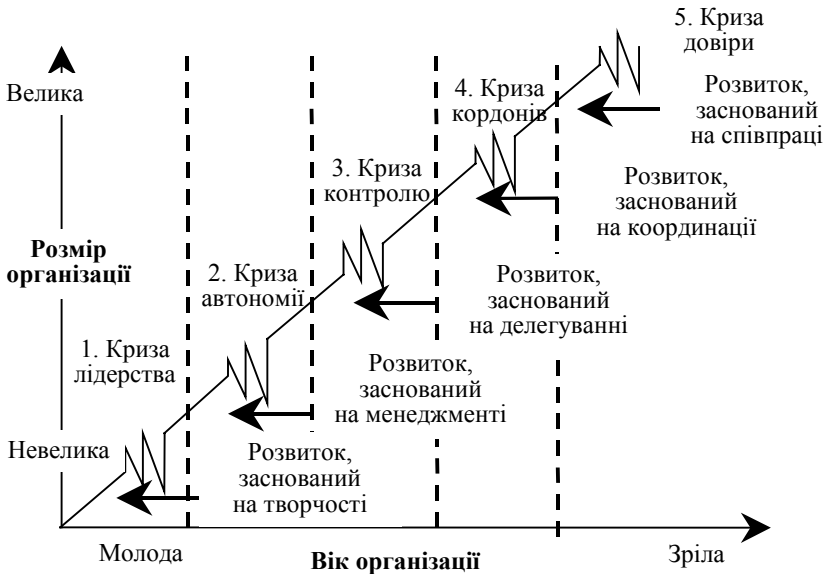 5. Криза
довіри
Велика
4. Криза
кордонів
Розвиток,
заснований
на співпраці
3. Криза
контролю
Розвиток,
заснований
на координації
Розмір
організації
2. Криза
автономії
Розвиток,
заснований
на делегуванні
1. Криза
лідерства
Розвиток,
заснований
на менеджменті
Невелика
Розвиток,
заснований
на творчості
Молода
Вік організації
Зріла